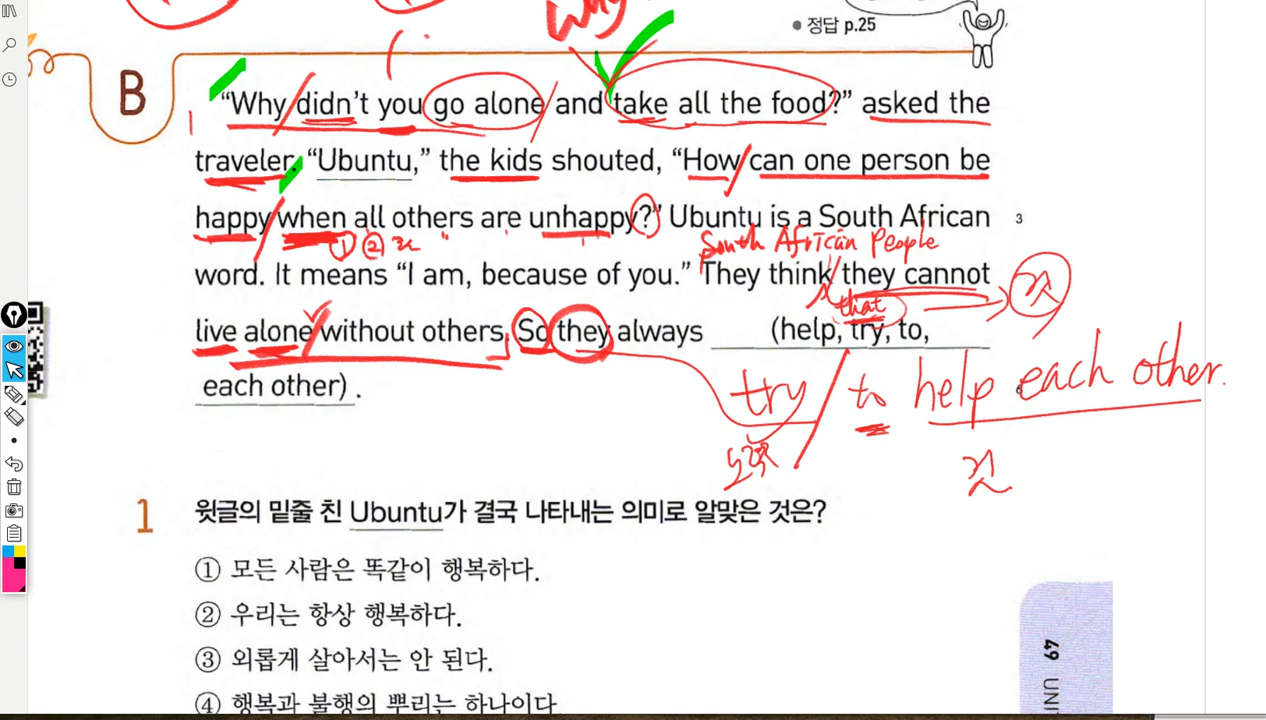 why
● 정답 p.25
B
“Why didn’t you go alone and take all the food?” asked the
traveler. “Ubuntu,” the kids shouted, “How can one person be
happy when all others are unhappy?” Ubuntu is a South African
3
① ②
South African People
word. It means “I am, because of you.” They think they cannot
것
that
live alone without others. So they always (help, try, to,
each other) .
try / to help each other.
노력
것
1 윗글의 밑줄 친 Ubuntu가 결국 나타내는 의미로 알맞은 것은?
① 모든 사람은 똑같이 행복하다.
② 우리는 항상 행복하다.
③ 외롭게 살아서는 안 된다.
④ 행복과 불행의 뿌리는 하나이다.
49 UNI